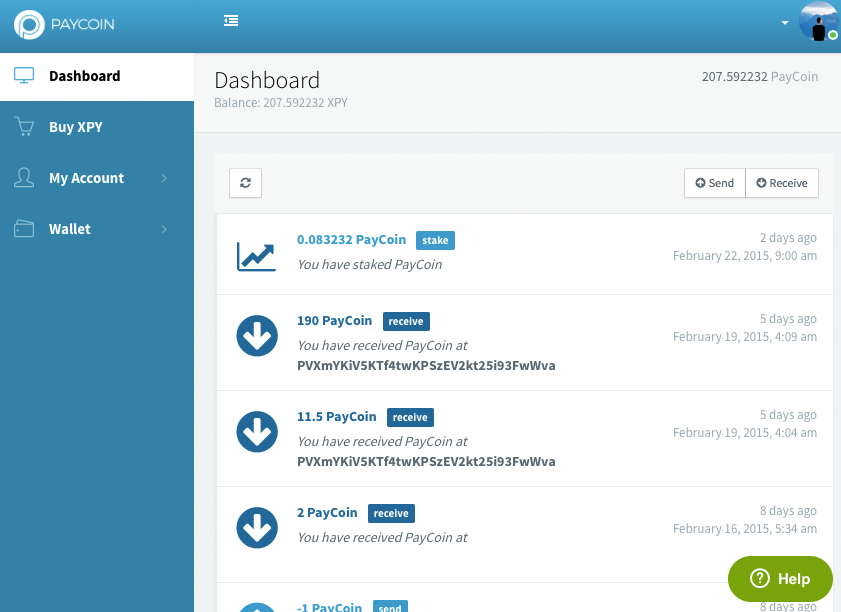 PAYCOIN
Dashboard
Buy XPY
My Account
Wallet
Dashboard
Balance: 207.592232 XPY
207.592232 PayCoin
Send
Receive
0.083232 PayCoin stake
You have staked PayCoin
2 days ago
February 22, 2015, 9:00 am
190 PayCoin receive
You have received PayCoin at
PVXmYKiV5KTf4twKPSzEV2kt25i93FwWva
5 days ago
February 19, 2015, 4:09 am
11.5 PayCoin receive
You have received PayCoin at
PVXmYKiV5KTf4twKPSzEV2kt25i93FwWva
5 days ago
February 19, 2015, 4:04 am
2 PayCoin receive
You have received PayCoin at
8 days ago
February 16, 2015, 5:34 am
-1 PayCoin send
8 days ago
Help